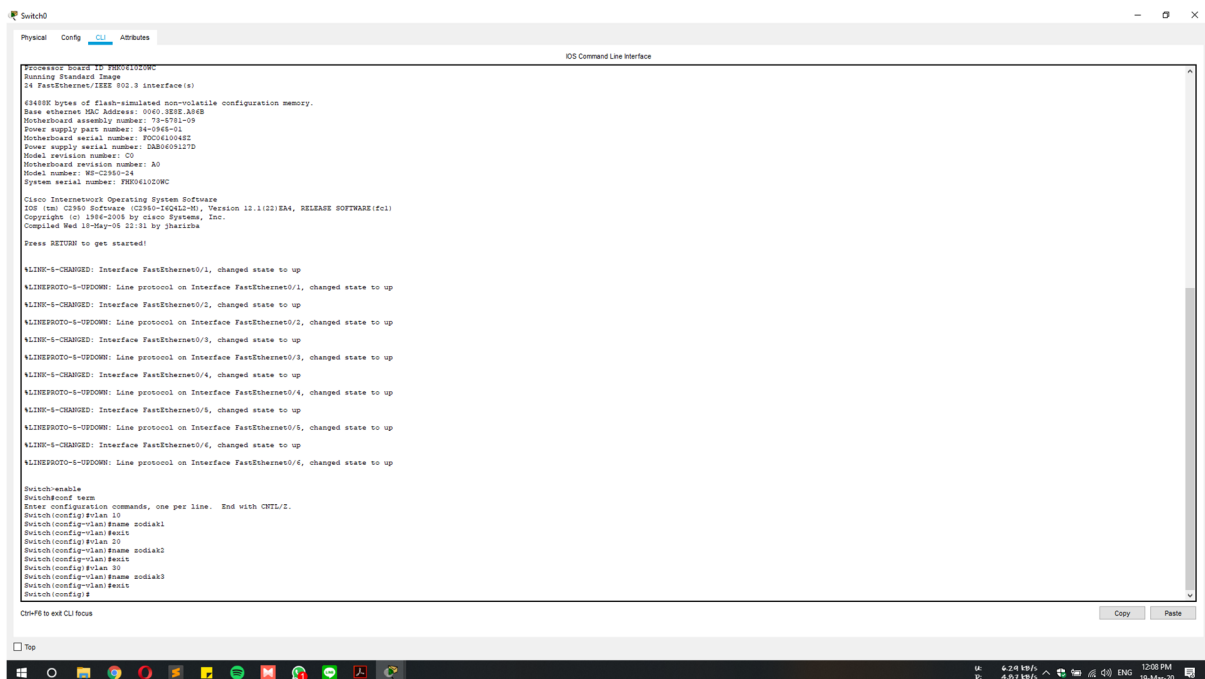 Switch0
Physical Config CLI Attributes
IOS Command Line Interface
Processor board ID FHK0610Z0WC
Running Standard Image
24 FastEthernet/IEEE 802.3 interface(s)
63488K bytes of flash-simulated non-volatile configuration memory.
Base ethernet MAC Address: 0060.3E8E.A86B
Motherboard assembly number: 73-5781-09
Power supply part number: 34-0965-01
Motherboard serial number: FOC061004SZ
Power supply serial number: DAB0609127D
Model revision number: C0
Motherboard revision number: A0
Model number: WS-C2950-24
System serial number: FHK0610Z0WC
Cisco Internetwork Operating System Software
IOS (tm) C2950 Software (C2950-I6Q4L2-M), Version 12.1(22)EA4, RELEASE SOFTWARE(fc1)
Copyright (c) 1986-2005 by cisco Systems, Inc.
Compiled Wed 18-May-05 22:31 by jharirba
Press RETURN to get started!
%LINK-5-CHANGED: Interface FastEthernet0/1, changed state to up
%LINEPROTO-5-UPDOWN: Line protocol on Interface FastEthernet0/1, changed state to up
%LINK-5-CHANGED: Interface FastEthernet0/2, changed state to up
%LINEPROTO-5-UPDOWN: Line protocol on Interface FastEthernet0/2, changed state to up
%LINK-5-CHANGED: Interface FastEthernet0/3, changed state to up
%LINEPROTO-5-UPDOWN: Line protocol on Interface FastEthernet0/3, changed state to up
%LINK-5-CHANGED: Interface FastEthernet0/4, changed state to up
%LINEPROTO-5-UPDOWN: Line protocol on Interface FastEthernet0/4, changed state to up
%LINK-5-CHANGED: Interface FastEthernet0/5, changed state to up
%LINEPROTO-5-UPDOWN: Line protocol on Interface FastEthernet0/5, changed state to up
%LINK-5-CHANGED: Interface FastEthernet0/6, changed state to up
%LINEPROTO-5-UPDOWN: Line protocol on Interface FastEthernet0/6, changed state to up
Switch>enable
Switch#conf term
Enter configuration commands, one per line. End with CNTL/Z.
Switch(config)#vlan 10
Switch(config-vlan)#name zodiak1
Switch(config-vlan)#exit
Switch(config)#vlan 20
Switch(config-vlan)#name zodiak2
Switch(config-vlan)#exit
Switch(config)#vlan 30
Switch(config-vlan)#name zodiak3
Switch(config-vlan)#exit
Switch(config)#
Ctrl+F6 to exit CLI focus
Copy Paste
Top
U: 6.29 kB/s ENG 12:08 PM
4.87 kB/s 19-Mar-20